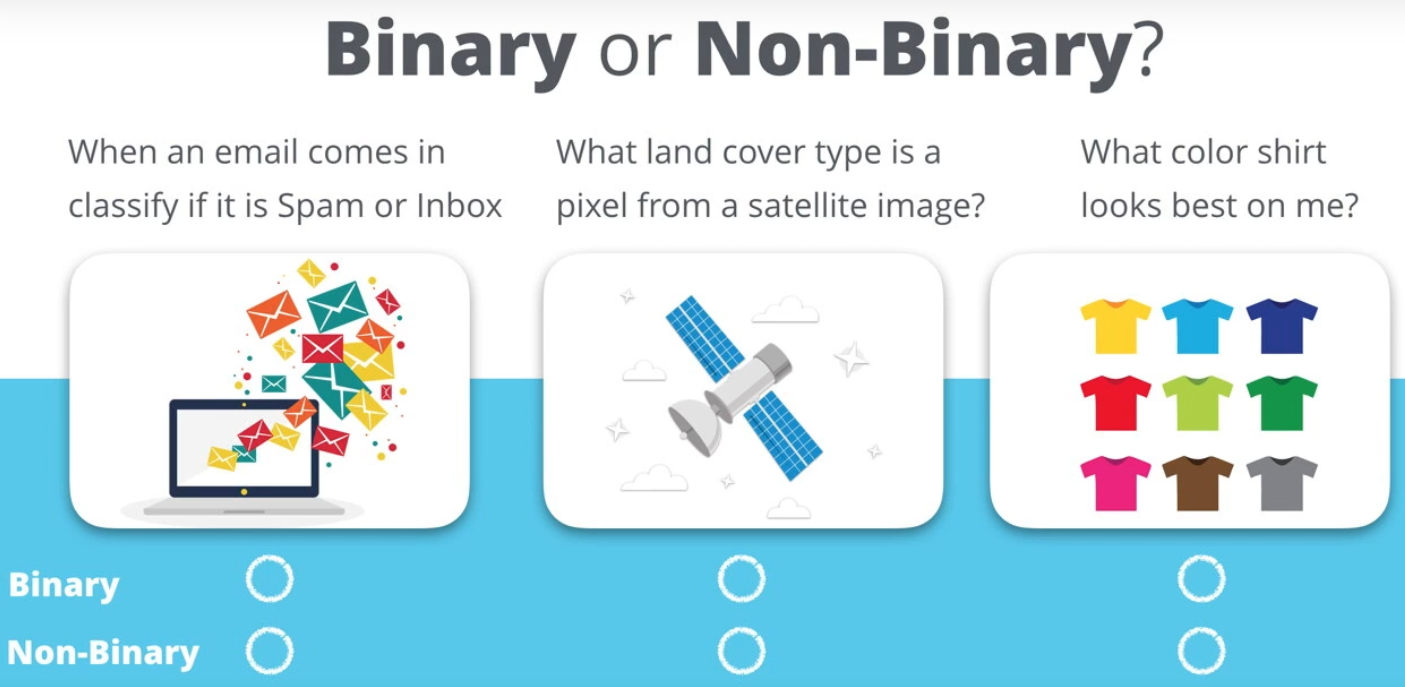 Binary or Non-Binary?
When an email comes in
classify if it is Spam or Inbox
What land cover type is a
pixel from a satellite image?
What color shirt
looks best on me?
Binary
Non-Binary